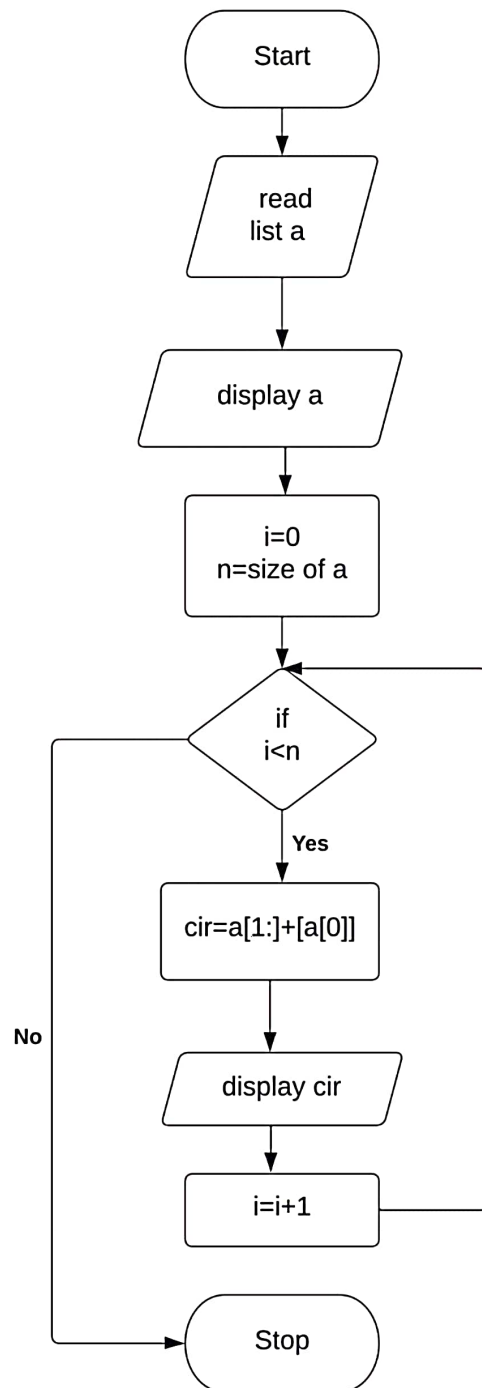 Start
read
list a
display a
i=0
n=size of a
if
i<n
Yes
cir=a[1:]+[a[0]]
No
display cir
i=i+1
Stop